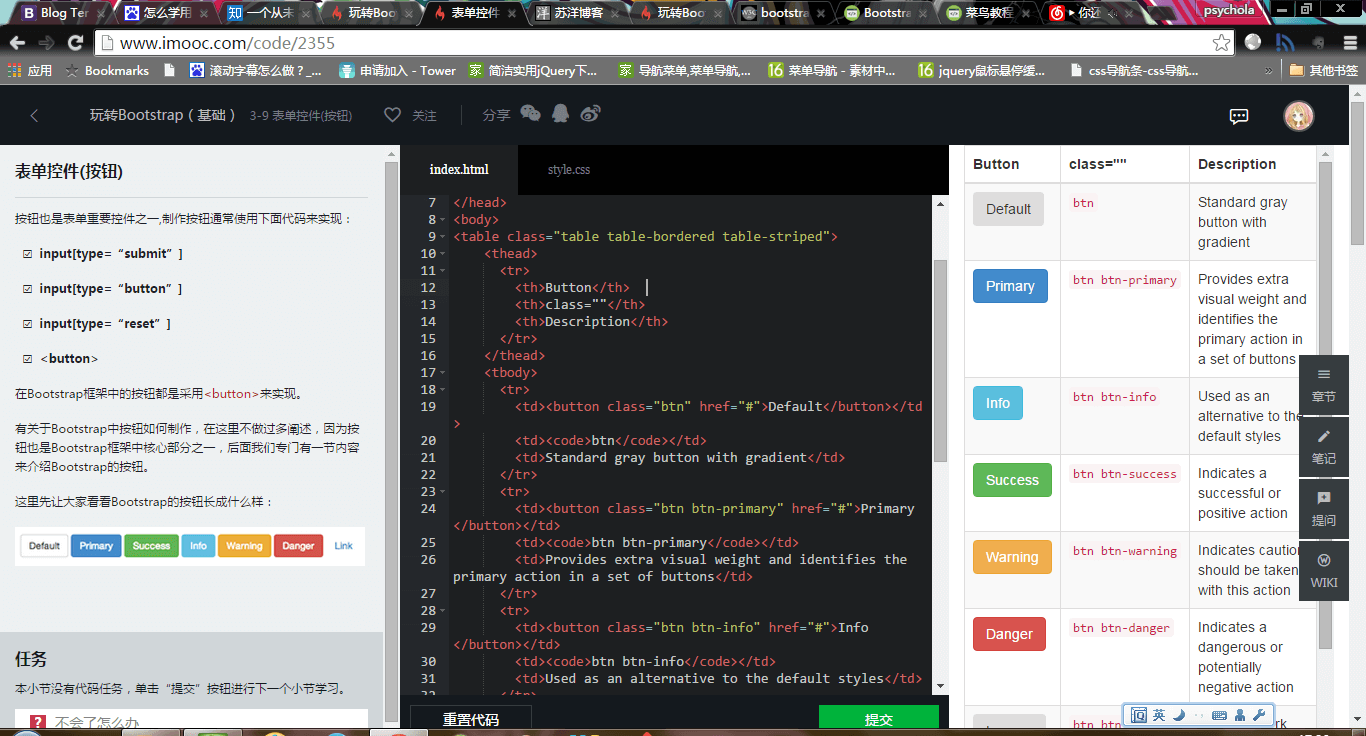 Blog Ter
怎么学用
一个从未
玩转Boo
表单控件
苏洋博客
玩转Boo
bootstra
Bootstra
菜鸟教程
psychola
www.imooc.com/code/2355
应用
Bookmarks
滚动字幕怎么做？_...
申请加入 - Tower
简洁实用jQuery下...
导航菜单,菜单导航,...
菜单导航 - 素材中...
jquery鼠标悬停缓...
css导航条-css导航...
»
其他书签
玩转Bootstrap（基础）
3-9 表单控件(按钮)
关注
分享
表单控件(按钮)
按钮也是表单重要控件之一,制作按钮通常使用下面代码来实现：
input[type= “submit” ]
input[type= “button” ]
input[type= “reset” ]
<button>
在Bootstrap框架中的按钮都是采用<button>来实现。
有关于Bootstrap中按钮如何制作，在这里不做过多阐述，因为按
钮也是Bootstrap框架中核心部分之一，后面我们专门有一节内容
来介绍Bootstrap的按钮。
这里先让大家看看Bootstrap的按钮长成什么样：
Default Primary Success Info Warning Danger Link
任务
本小节没有代码任务，单击“提交”按钮进行下一个小节学习。
不会了怎么办
index.html
style.css
7 </head>
8 <body>
9 <table class="table table-bordered table-striped">
10 <thead>
11 <tr>
12 <th>Button</th>
13 <th>class=""</th>
14 <th>Description</th>
15 </tr>
16 </thead>
17 <tbody>
18 <tr>
19 <td><button class="btn" href="#">Default</button></td
>
20 <td><code>btn</code></td>
21 <td>Standard gray button with gradient</td>
22 </tr>
23 <tr>
24 <td><button class="btn btn-primary" href="#">Primary
</button></td>
25 <td><code>btn btn-primary</code></td>
26 <td>Provides extra visual weight and identifies the
primary action in a set of buttons</td>
27 </tr>
28 <tr>
29 <td><button class="btn btn-info" href="#">Info
</button></td>
30 <td><code>btn btn-info</code></td>
31 <td>Used as an alternative to the default styles</td>
重置代码
提交
Button class="" Description
Default
btn
Standard gray
button with
gradient
Primary
btn btn-primary
Provides extra
visual weight and
identifies the
primary action in
a set of buttons
Info
btn btn-info
Used as an
alternative to the
default styles
Success
btn btn-success
Indicates a
successful or
positive action
Warning
btn btn-warning
Indicates caution
should be taken
with this action
Danger
btn btn-danger
Indicates a
dangerous or
potentially
negative action
章节
笔记
提问
WIKI
英